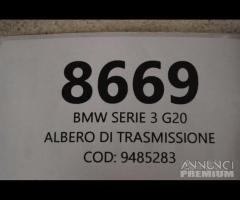 8669
BMW SERIE 3 G20
ALBERO DI TRASMISSIONE
COD: 9485283
ANNUNCI
PREMIUM